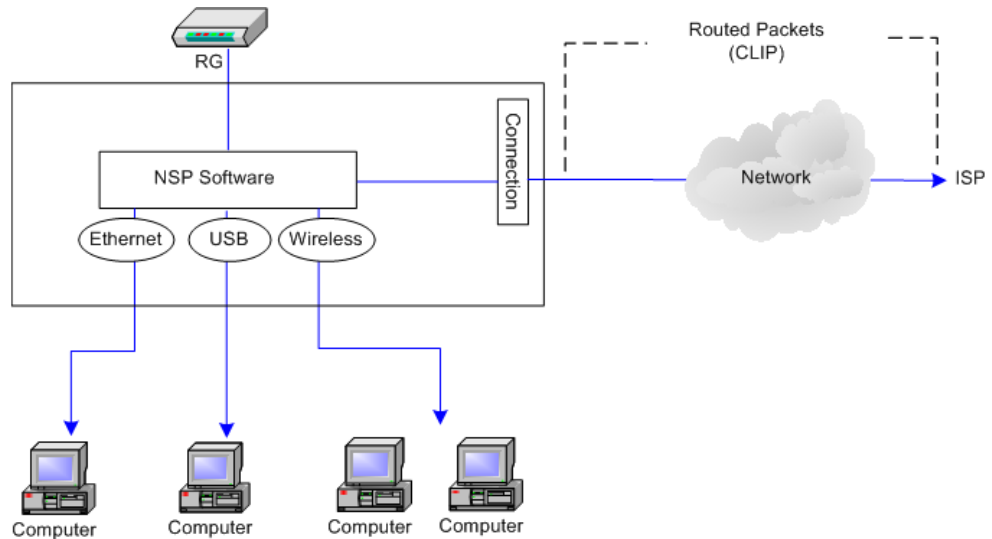 Routed Packets
(CLIP)
RG
Connection
NSP Software
Network
ISP
Ethernet
USB
Wireless
Computer
Computer
Computer
Computer